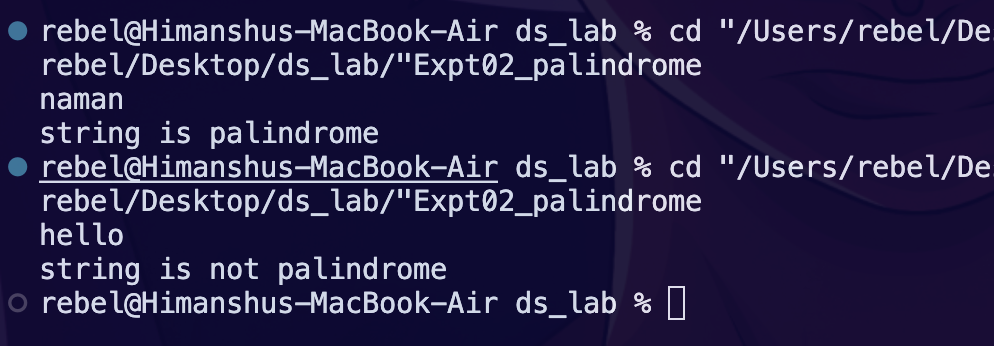 rebel@Himanshus-MacBook-Air ds_lab % cd "/Users/rebel/De
rebel/Desktop/ds_lab/"Expt02_palindrome
naman
string is palindrome
rebel@Himanshus-MacBook-Air ds_lab % cd "/Users/rebel/De
rebel/Desktop/ds_lab/"Expt02_palindrome
hello
string is not palindrome
rebel@Himanshus-MacBook-Air ds_lab %